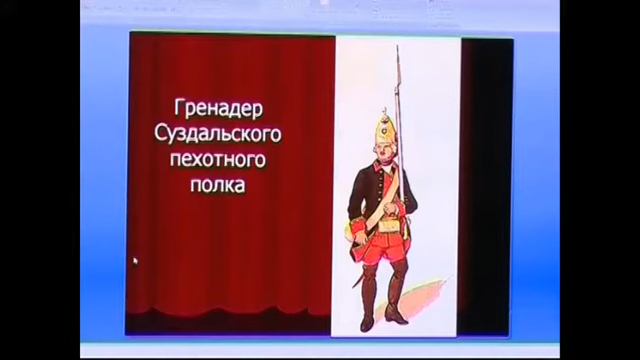 Гренадер
Суздальского
пехотного
полка